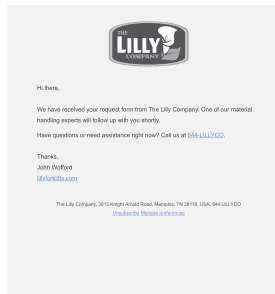 THE
LILLY
COMPANY
Hi there,
We have received your request form from The Lilly Company. One of our material
handling experts will follow up with you shortly.
Have questions or need assistance right now? Call us at 844-LILLYCO.
Thanks,
John Wofford
lillyforklifts.com
The Lilly Company, 3613 Knight Arnold Road, Memphis, TN 38118, USA, 844.LILLYCO
Unsubscribe Manage preferences